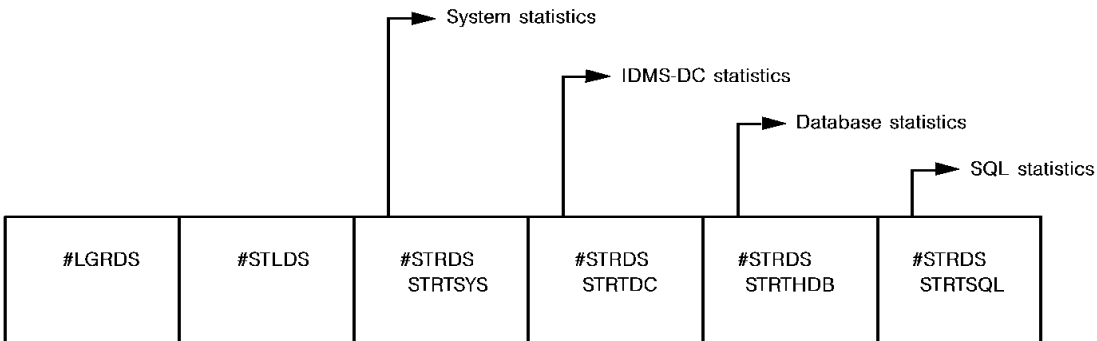 System statistics
IDMS-DC statistics
Database statistics
SQL statistics
#LGRDS
#STLDS
#STRDS
STRTSYS
#STRDS
STRTDC
#STRDS
STRTHDB
#STRDS
STRTSQL